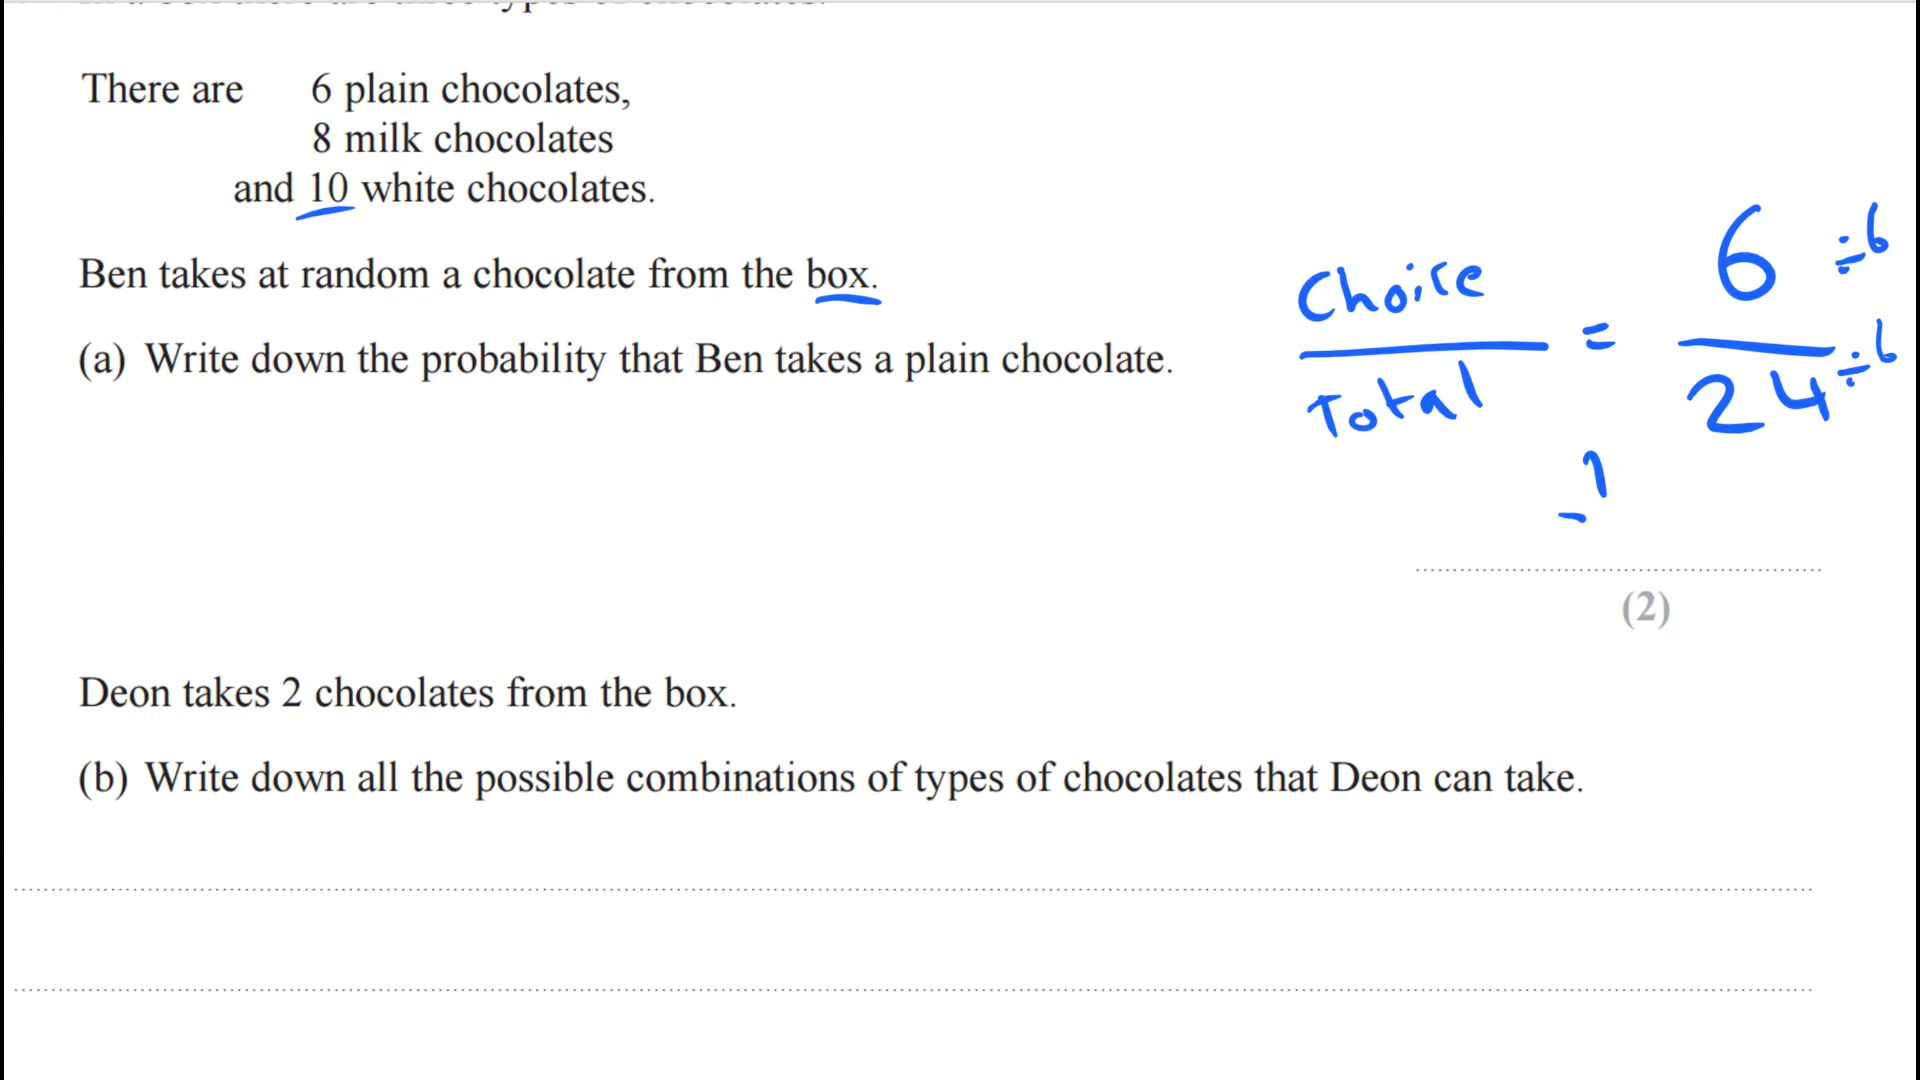 There are 6 plain chocolates,
8 milk chocolates
and 10 white chocolates.
Ben takes at random a chocolate from the box.
(a) Write down the probability that Ben takes a plain chocolate.
Choice
Total
=
6 ÷6
24 ÷6
1
(2)
Deon takes 2 chocolates from the box.
(b) Write down all the possible combinations of types of chocolates that Deon can take.